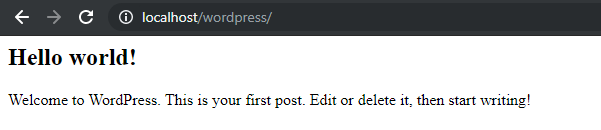 localhost/wordpress/
Hello world!
Welcome to WordPress. This is your first post. Edit or delete it, then start writing!